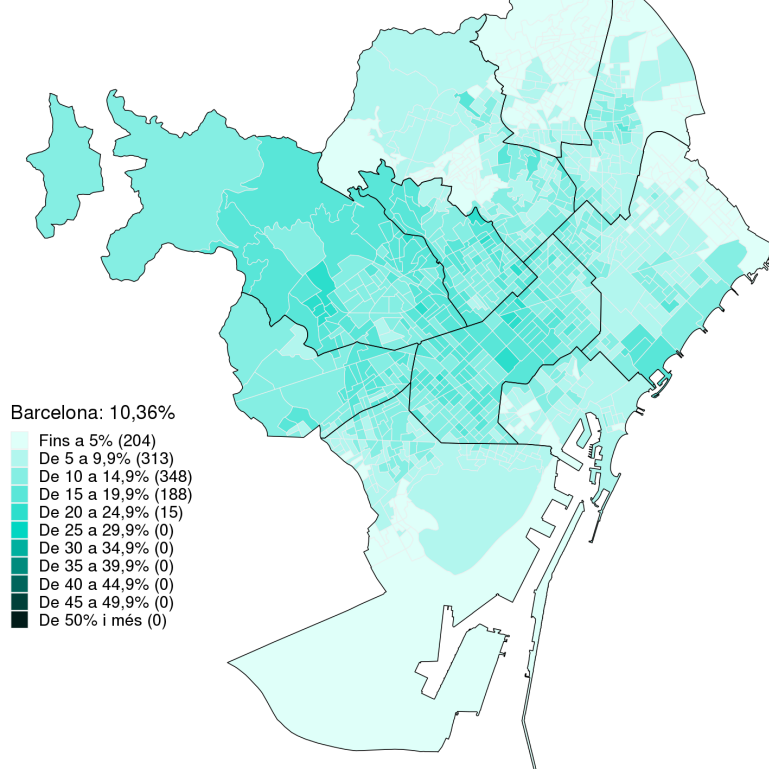 Barcelona: 10,36%
Fins a 5% (204)
De 5 a 9,9% (313)
De 10 a 14,9% (348)
De 15 a 19,9% (188)
De 20 a 24,9% (15)
De 25 a 29,9% (0)
De 30 a 34,9% (0)
De 35 a 39,9% (0)
De 40 a 44,9% (0)
De 45 a 49,9% (0)
De 50% i més (0)